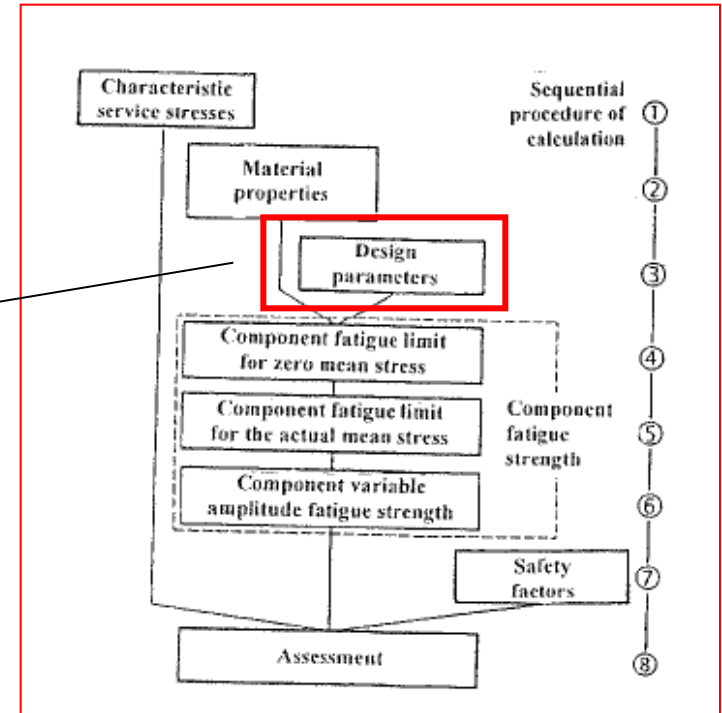 Characteristic
service stresses
Sequential
procedure of
calculation
①
Material
properties
②
Design
parameters
③
Component fatigue limit
for zero mean stress
④
Component fatigue limit
for the actual mean stress
⑤
Component
fatigue
strength
Component variable
amplitude fatigue strength
⑥
Safety
factors
⑦
Assessment
⑧